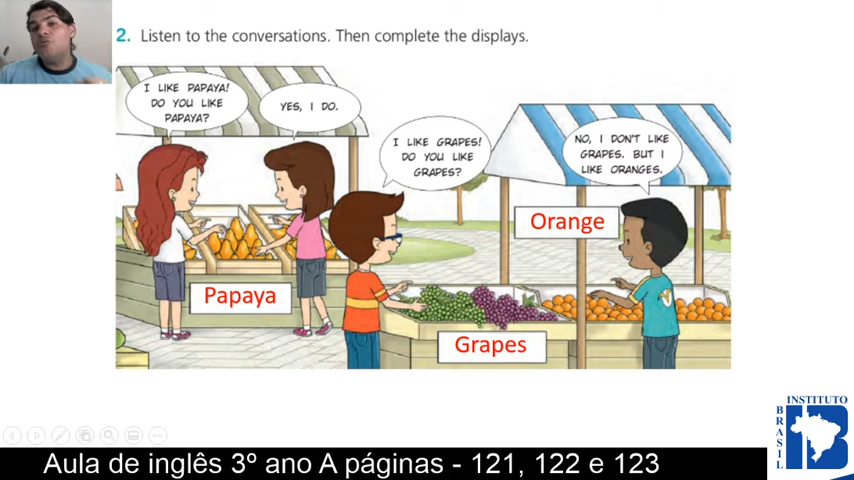 2. Listen to the conversations. Then complete the displays.
I LIKE PAPAYA!
DO YOU LIKE
PAPAYA?
YES, I DO.
I LIKE GRAPES!
DO YOU LIKE
GRAPES?
NO, I DON'T LIKE
GRAPES. BUT I
LIKE ORANGES.
Orange
Papaya
Grapes
INSTITUTO
BRASIL
IB
Aula de inglês 3º ano A páginas - 121, 122 e 123